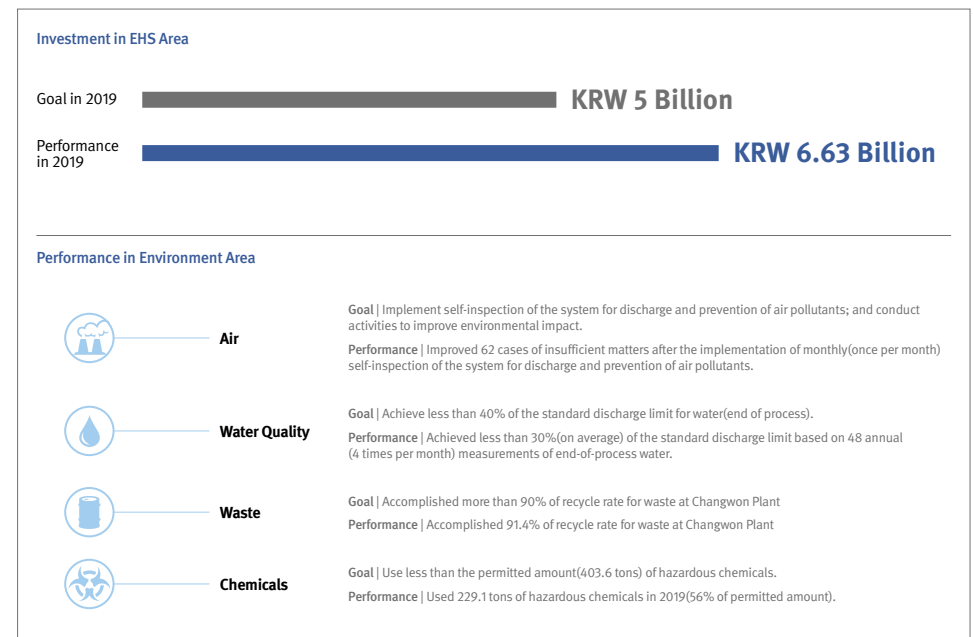 Investment in EHS Area
Goal in 2019
KRW 5 Billion
Performance
in 2019
KRW 6.63 Billion
Performance in Environment Area
Air
Goal | Implement self-inspection of the system for discharge and prevention of air pollutants; and conduct
activities to improve environmental impact.
Performance | Improved 62 cases of insufficient matters after the implementation of monthly(once per month)
self-inspection of the system for discharge and prevention of air pollutants.
Water Quality
Goal | Achieve less than 40% of the standard discharge limit for water(end of process).
Performance | Achieved less than 30%(on average) of the standard discharge limit based on 48 annual
(4 times per month) measurements of end-of-process water.
Waste
Goal | Accomplished more than 90% of recycle rate for waste at Changwon Plant
Performance | Accomplished 91.4% of recycle rate for waste at Changwon Plant
Chemicals
Goal | Use less than the permitted amount(403.6 tons) of hazardous chemicals.
Performance | Used 229.1 tons of hazardous chemicals in 2019(56% of permitted amount).